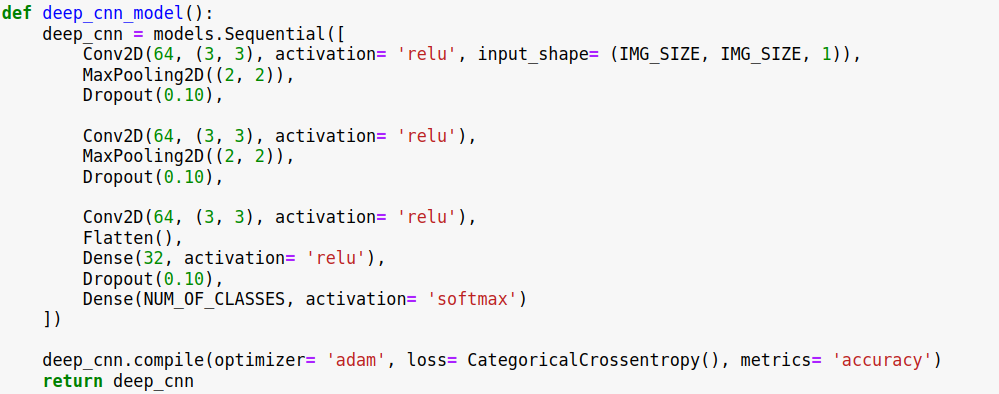 def deep_cnn_model():
    deep_cnn = models.Sequential([
        Conv2D(64, (3, 3), activation= 'relu', input_shape= (IMG_SIZE, IMG_SIZE, 1)),
        MaxPooling2D((2, 2)),
        Dropout(0.10),

        Conv2D(64, (3, 3), activation= 'relu'),
        MaxPooling2D((2, 2)),
        Dropout(0.10),

        Conv2D(64, (3, 3), activation= 'relu'),
        Flatten(),
        Dense(32, activation= 'relu'),
        Dropout(0.10),
        Dense(NUM_OF_CLASSES, activation= 'softmax')
    ])

    deep_cnn.compile(optimizer= 'adam', loss= CategoricalCrossentropy(), metrics= 'accuracy')
    return deep_cnn